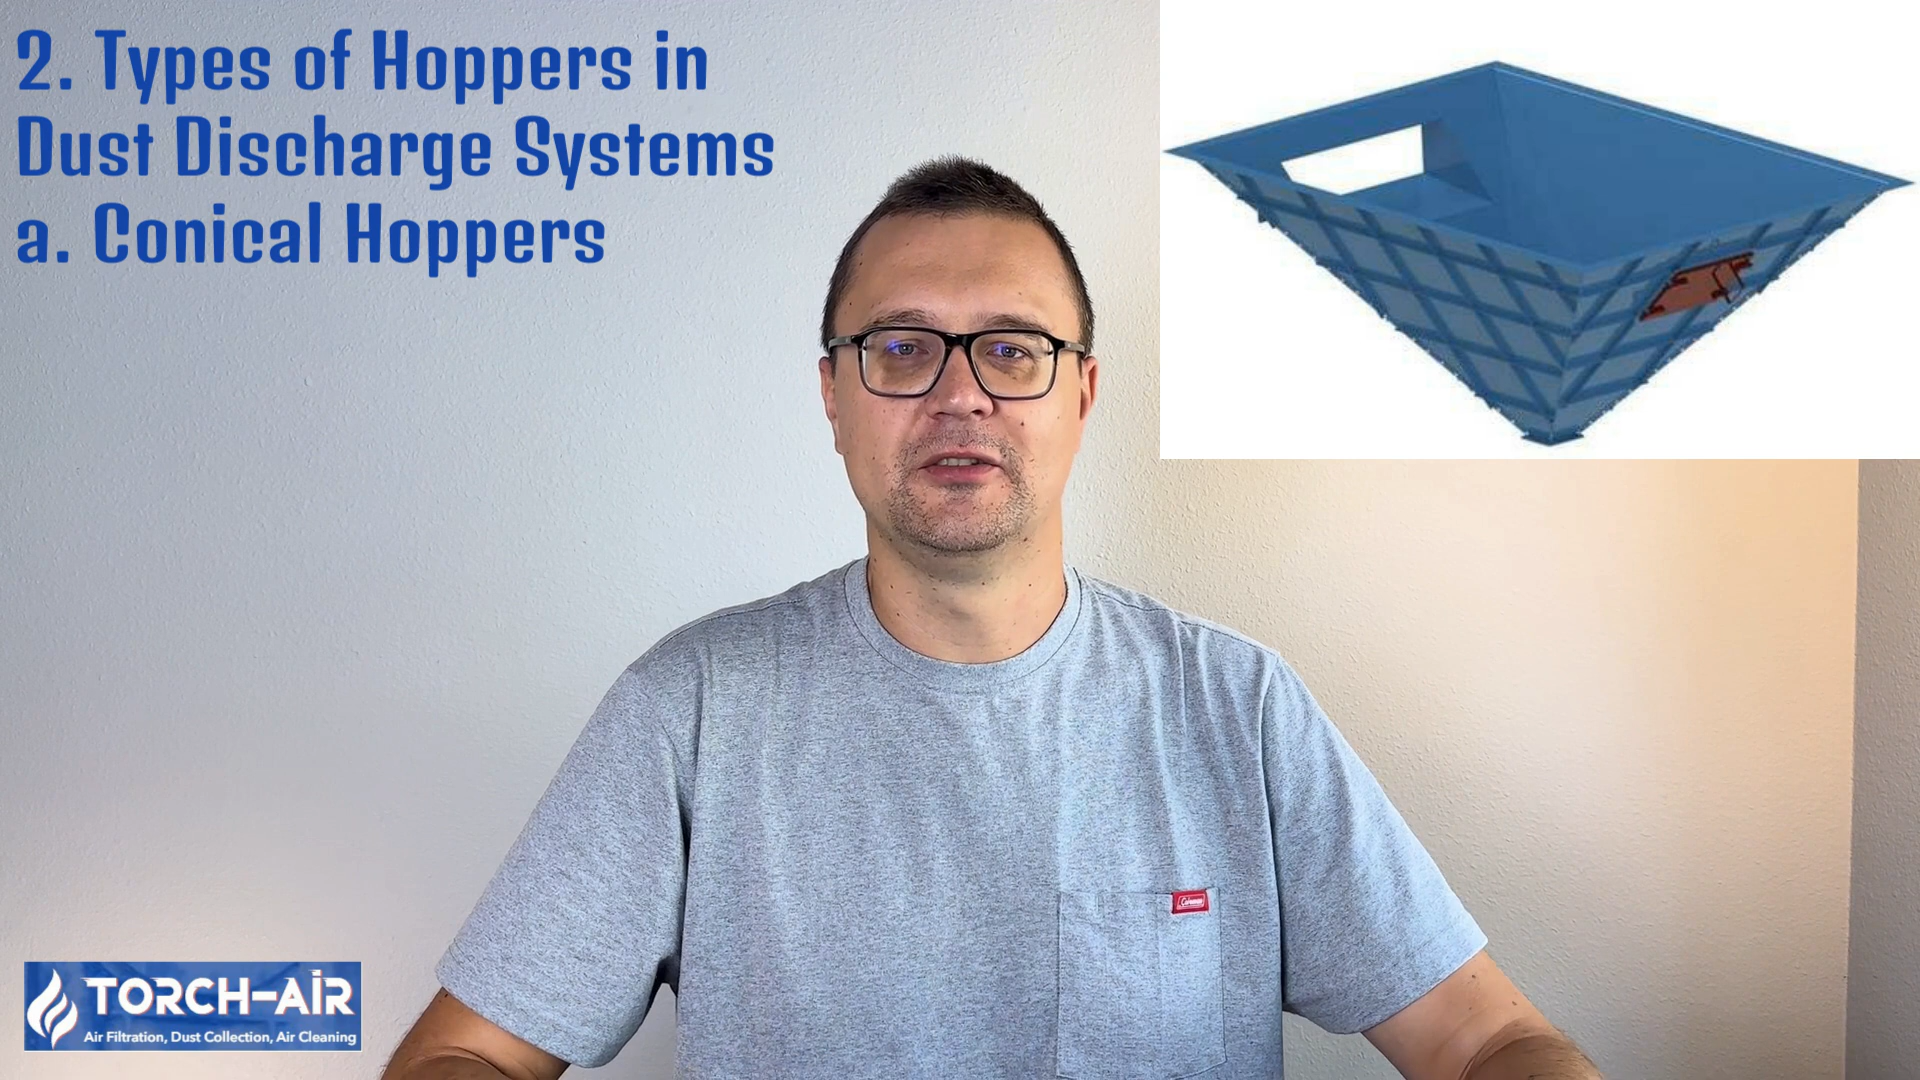 2. Types of Hoppers in
Dust Discharge Systems
a. Conical Hoppers
TORCH-AIR
Air Filtration, Dust Collection, Air Cleaning